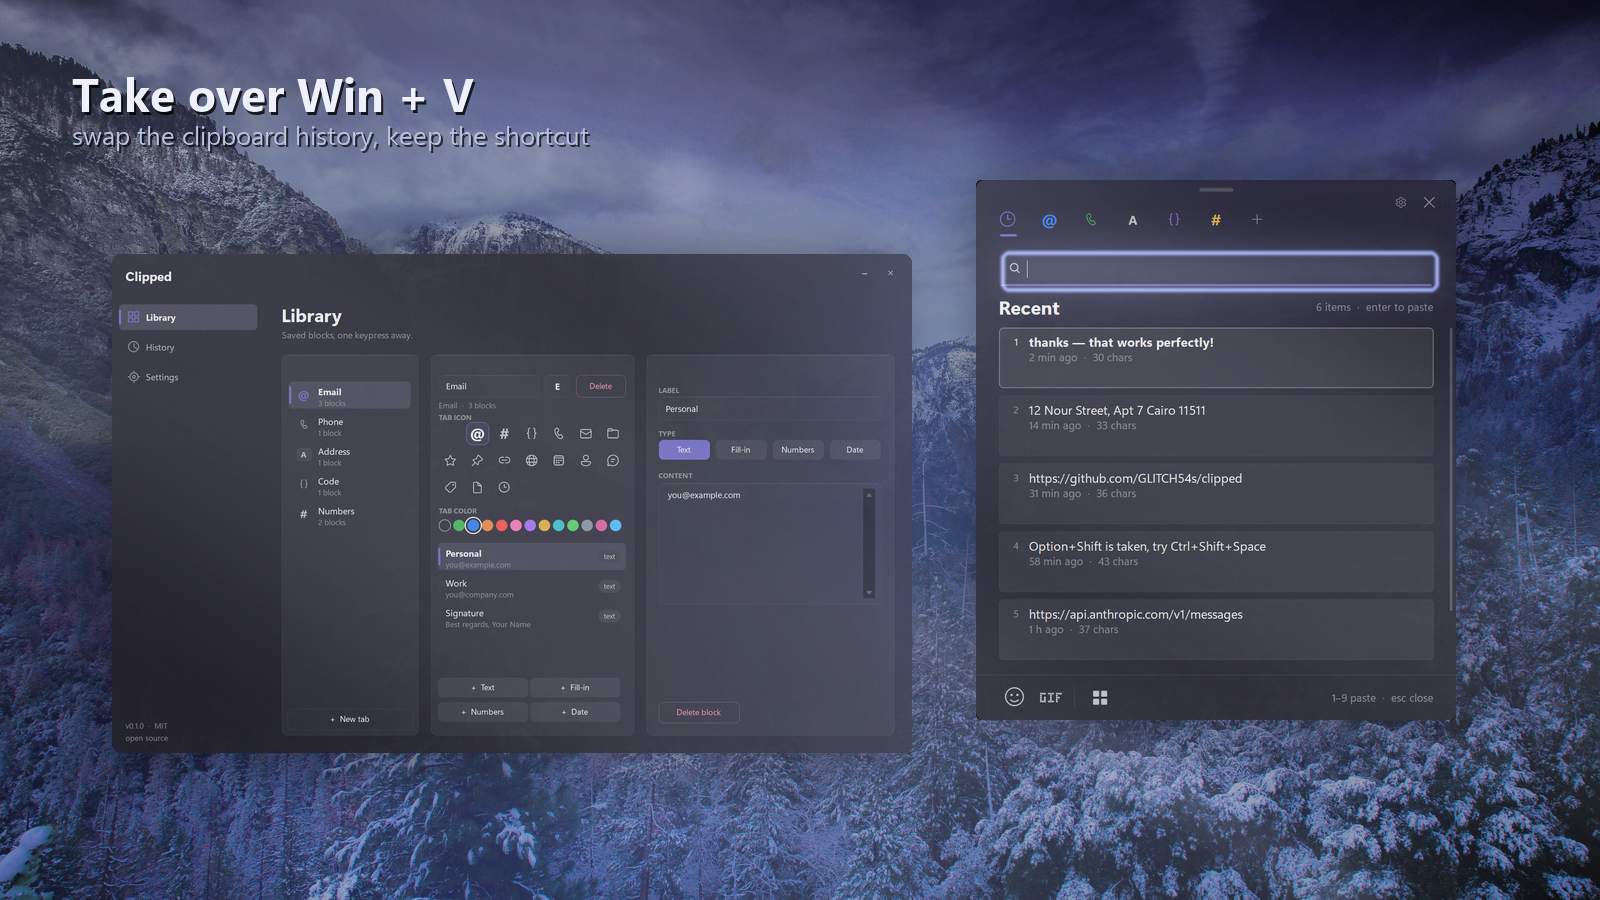 Take over Win + V
swap the clipboard history, keep the shortcut
Clipped
Library
History
Settings
v0.1.0 · MIT
open source
Library
Saved blocks, one keypress away.
@ Email
3 blocks
Phone
1 block
A Address
1 block
{} Code
1 block
# Numbers
2 blocks
+ New tab
Email E Delete
Email · 3 blocks
TAB ICON
@ # {}
TAB COLOR
Personal text
you@example.com
Work text
you@company.com
Signature text
Best regards, Your Name
+ Text + Fill-in
+ Numbers + Date
LABEL
Personal
TYPE
Text Fill-in Numbers Date
CONTENT
you@example.com
Delete block
@ A {} # +
Recent 6 items · enter to paste
1 thanks — that works perfectly!
2 min ago · 30 chars
2 12 Nour Street, Apt 7 Cairo 11511
14 min ago · 33 chars
3 https://github.com/GLITCH54s/clipped
31 min ago · 36 chars
4 Option+Shift is taken, try Ctrl+Shift+Space
58 min ago · 43 chars
5 https://api.anthropic.com/v1/messages
1 h ago · 37 chars
GIF 1–9 paste · esc close